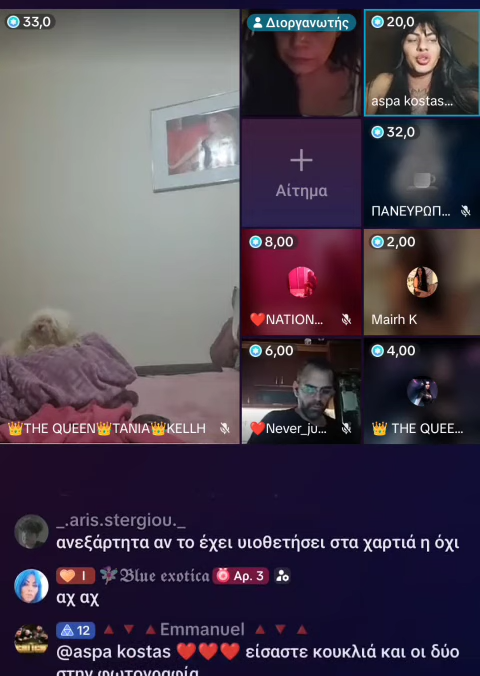 33,0
Διοργανωτής
20,0
aspa kostas...
Αίτημα
32,0
ΠΑΝΕΥΡΩΠ...
8,00
❤️NATION...
2,00
Mairh K
👑THE QUEEN👑TANIA👑KELLH
6,00
❤️Never_ju...
4,00
👑 THE QUEE...
_.aris.stergiou._
ανεξάρτητα αν το έχει υιοθετήσει στα χαρτιά η όχι
I 🧚𝕭𝖑𝖚𝖊 𝖊𝖝𝖔𝖙𝖎𝖈𝖆 Αρ. 3
αχ αχ
12 🔺▼🔺Emmanuel🔺▼🔺
@aspa kostas ❤️❤️❤️ είσαστε κουκλιά και οι δύο
στην φωτογραφία